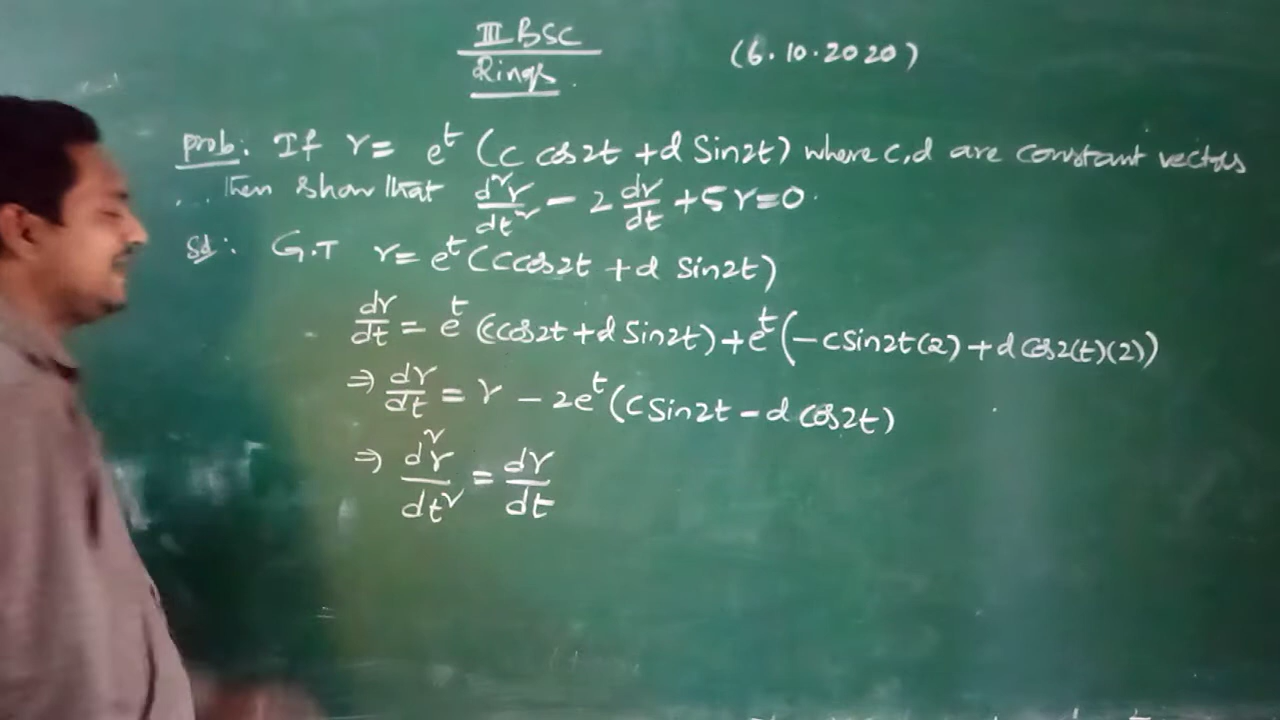 III BSC
Rings
(6.10.2020)
prob: If r = e^t (c cos2t + d Sin2t) where c,d are constant vectors
Then show that d²r/dt² - 2 dr/dt + 5r = 0.
Sol: G.T r = e^t (c cos2t + d Sin2t)
dr/dt = e^t (c cos2t + d Sin2t) + e^t (-c sin2t(2) + d cos2(t)(2))
⇒ dr/dt = r - 2e^t (c Sin2t - d cos2t)
⇒ d²r/dt² = dr/dt